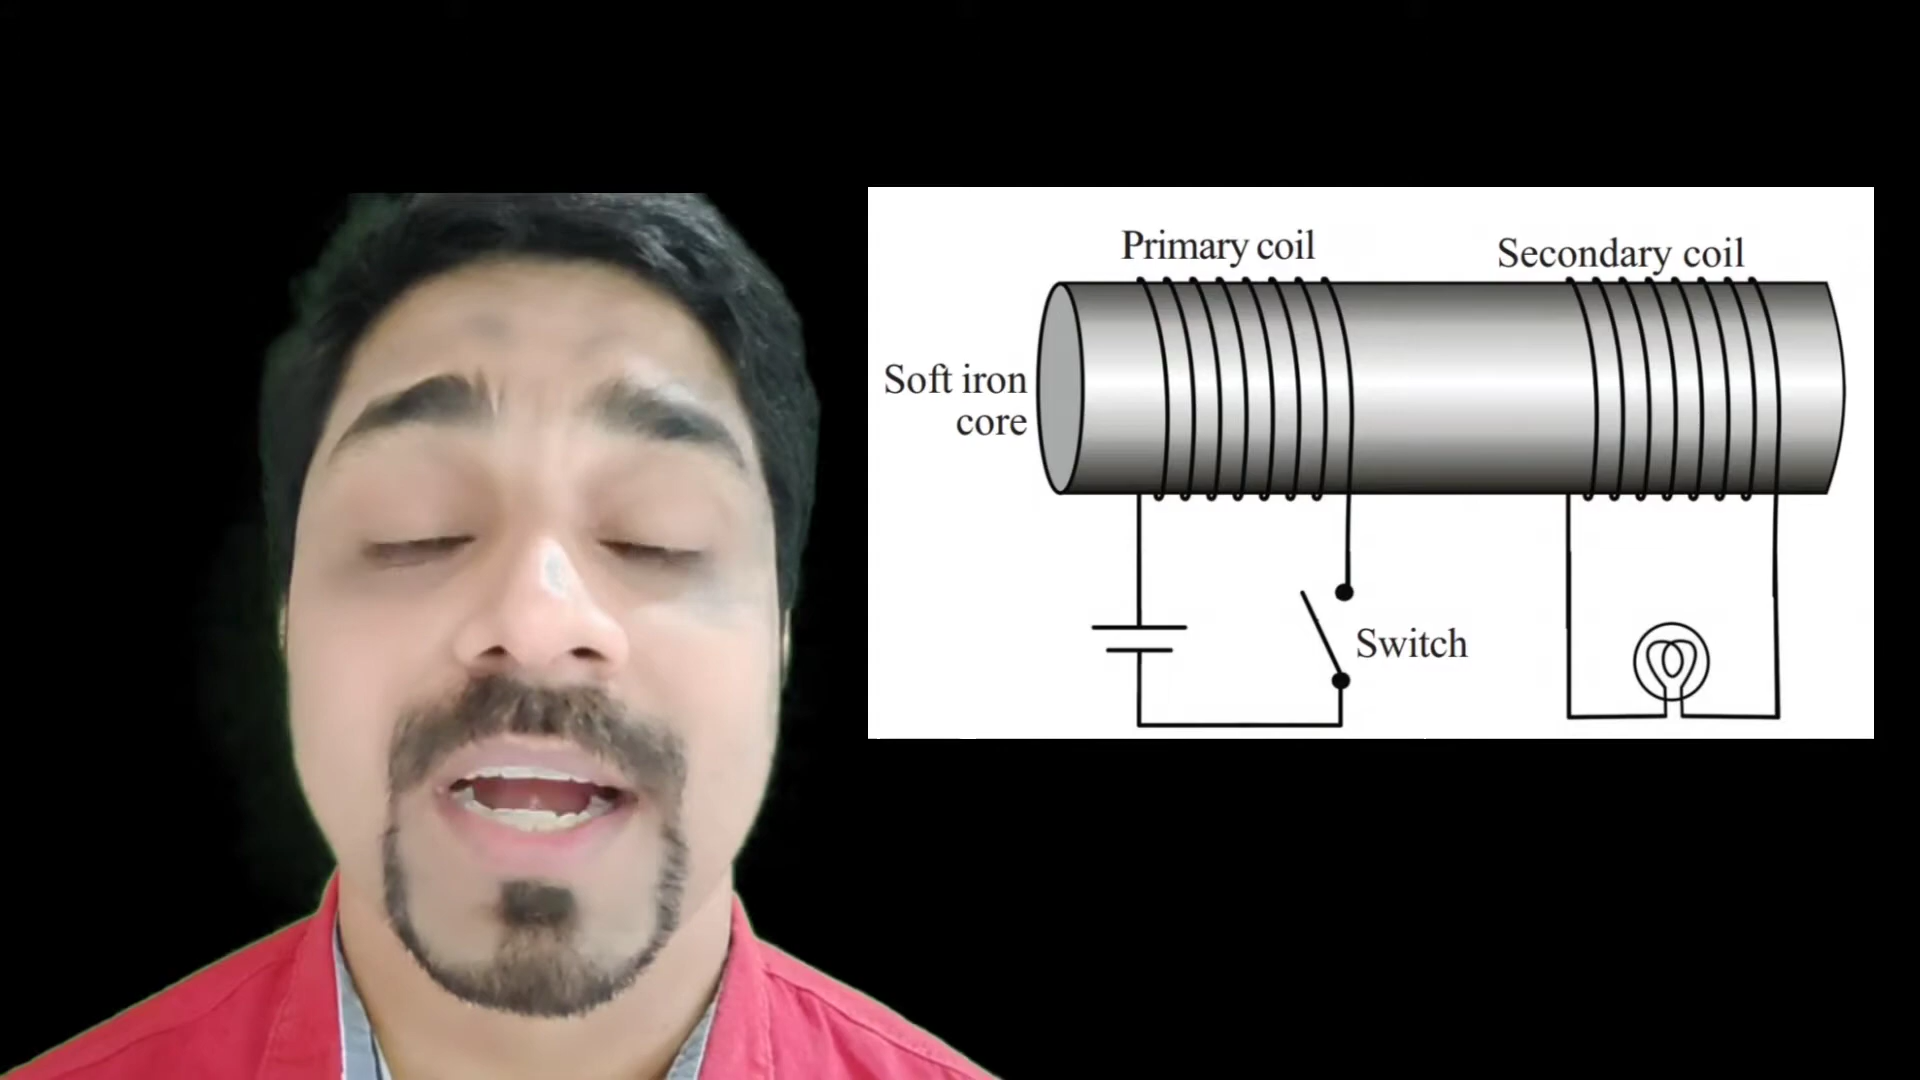 Primary coil
Secondary coil
Soft iron
core
Switch